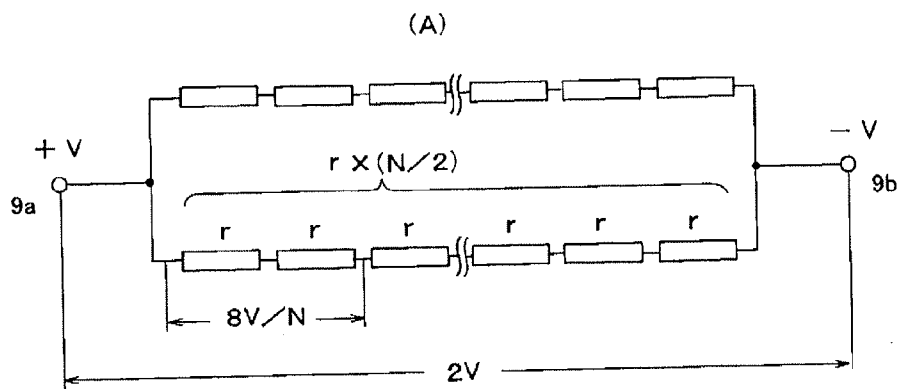 (A)
+ V
− V
r × (N/2)
9a
9b
r r r r r r
8V/N
2V